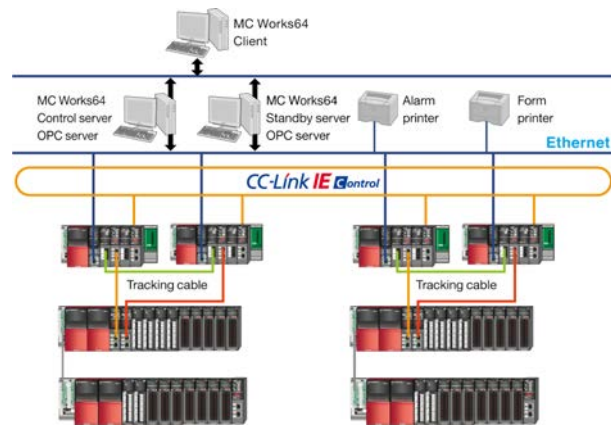 MC Works64
Client
MC Works64
Control server
OPC server
MC Works64
Standby server
OPC server
Alarm
printer
Form
printer
Ethernet
CC-Link IE Control
Tracking cable
Tracking cable